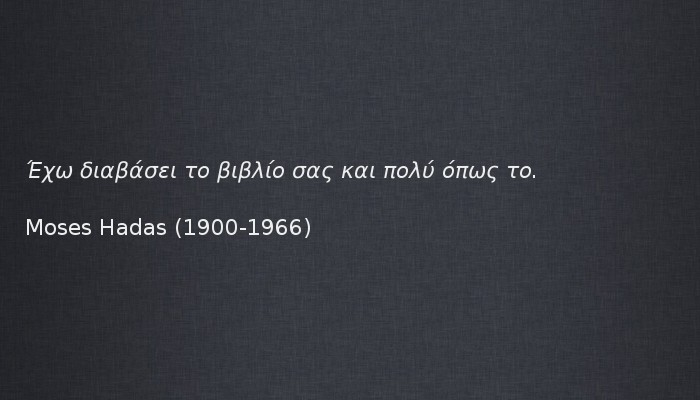 Έχω διαβάσει το βιβλίο σας και πολύ όπως το.
Moses Hadas (1900-1966)